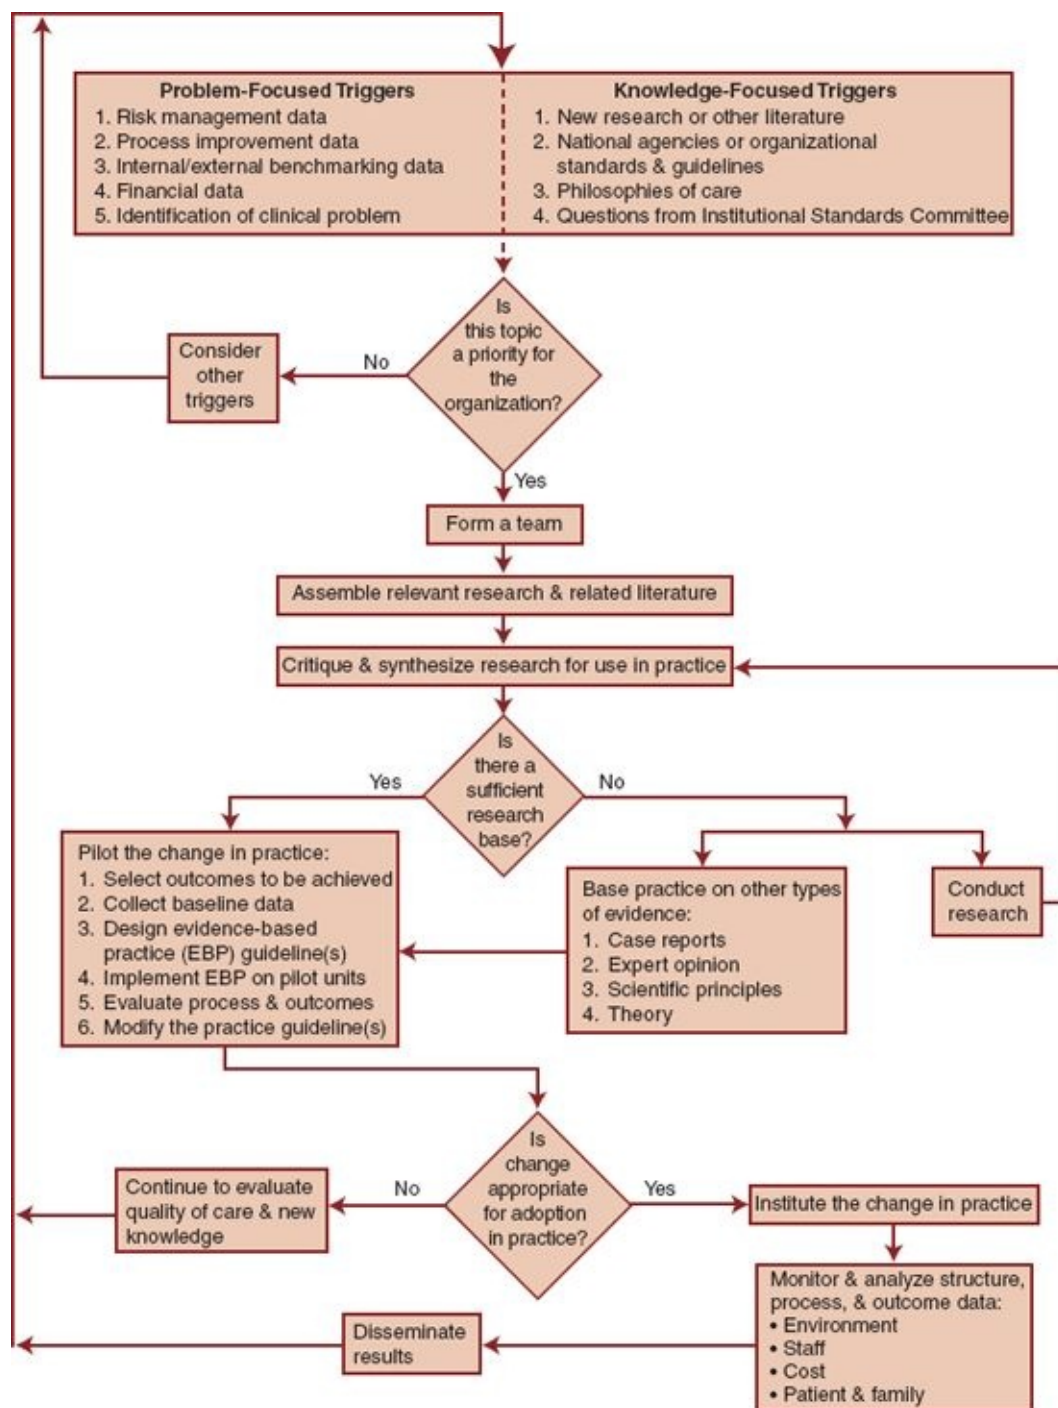 Problem-Focused Triggers
1. Risk management data
2. Process improvement data
3. Internal/external benchmarking data
4. Financial data
5. Identification of clinical problem
Knowledge-Focused Triggers
1. New research or other literature
2. National agencies or organizational
standards & guidelines
3. Philosophies of care
4. Questions from Institutional Standards Committee
Is
this topic
a priority for
the
organization?
No
Consider
other
triggers
Yes
Form a team
Assemble relevant research & related literature
Critique & synthesize research for use in practice
Is
there a
sufficient
research
base?
Yes
No
Pilot the change in practice:
1. Select outcomes to be achieved
2. Collect baseline data
3. Design evidence-based
practice (EBP) guideline(s)
4. Implement EBP on pilot units
5. Evaluate process & outcomes
6. Modify the practice guideline(s)
Base practice on other types
of evidence:
1. Case reports
2. Expert opinion
3. Scientific principles
4. Theory
Conduct
research
Is
change
appropriate
for adoption
in practice?
No
Continue to evaluate
quality of care & new
knowledge
Yes
Institute the change in practice
Monitor & analyze structure,
process, & outcome data:
• Environment
• Staff
• Cost
• Patient & family
Disseminate
results